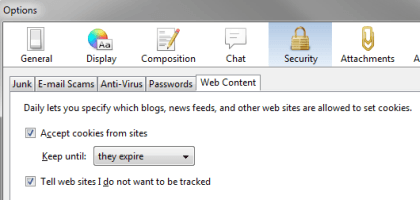 Options
General Display Composition Chat Security Attachments A
Junk E-mail Scams Anti-Virus Passwords Web Content
Daily lets you specify which blogs, news feeds, and other web sites are allowed to set cookies.
Accept cookies from sites
Keep until: they expire
Tell web sites I do not want to be tracked